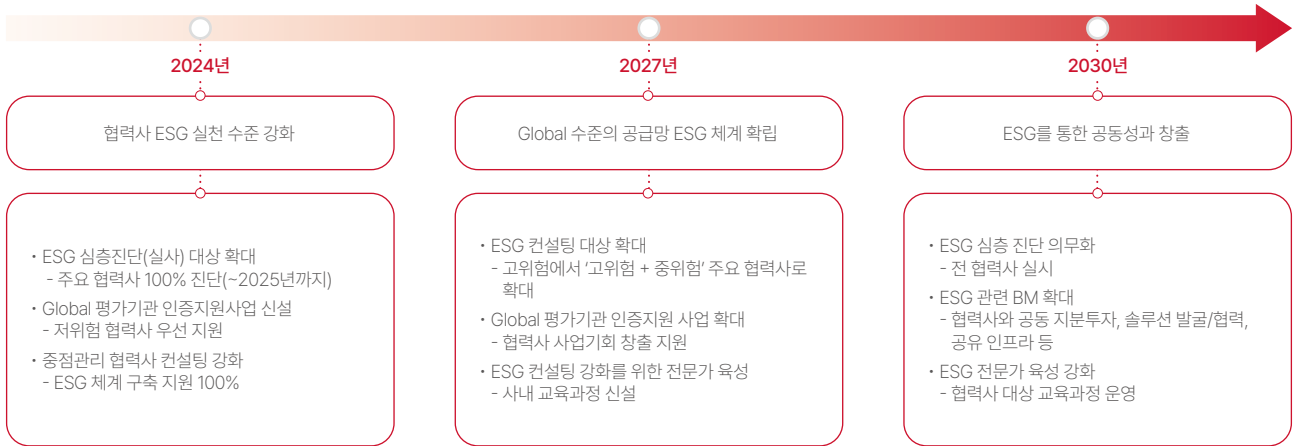 2024년
2027년
2030년
협력사 ESG 실천 수준 강화
Global 수준의 공급망 ESG 체계 확립
ESG를 통한 공동성과 창출
• ESG 심층진단(실사) 대상 확대
- 주요 협력사 100% 진단(~2025년까지)
• Global 평가기관 인증지원사업 신설
- 저위험 협력사 우선 지원
• 중점관리 협력사 컨설팅 강화
- ESG 체계 구축 지원 100%
• ESG 컨설팅 대상 확대
- 고위험에서 ‘고위험 + 중위험’ 주요 협력사로
확대
• Global 평가기관 인증지원 사업 확대
- 협력사 사업기회 창출 지원
• ESG 컨설팅 강화를 위한 전문가 육성
- 사내 교육과정 신설
• ESG 심층 진단 의무화
- 전 협력사 실시
• ESG 관련 BM 확대
- 협력사와 공동 지분투자, 솔루션 발굴/협력,
공유 인프라 등
• ESG 전문가 육성 강화
- 협력사 대상 교육과정 운영